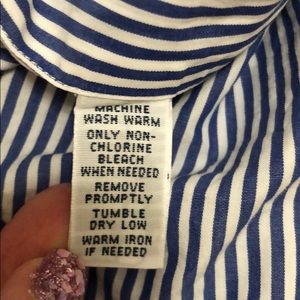 MACHINE
WASH WARM
ONLY NON-
CHLORINE
BLEACH
WHEN NEEDED
REMOVE
PROMPTLY
TUMBLE
DRY LOW
WARM IRON
IF NEEDED